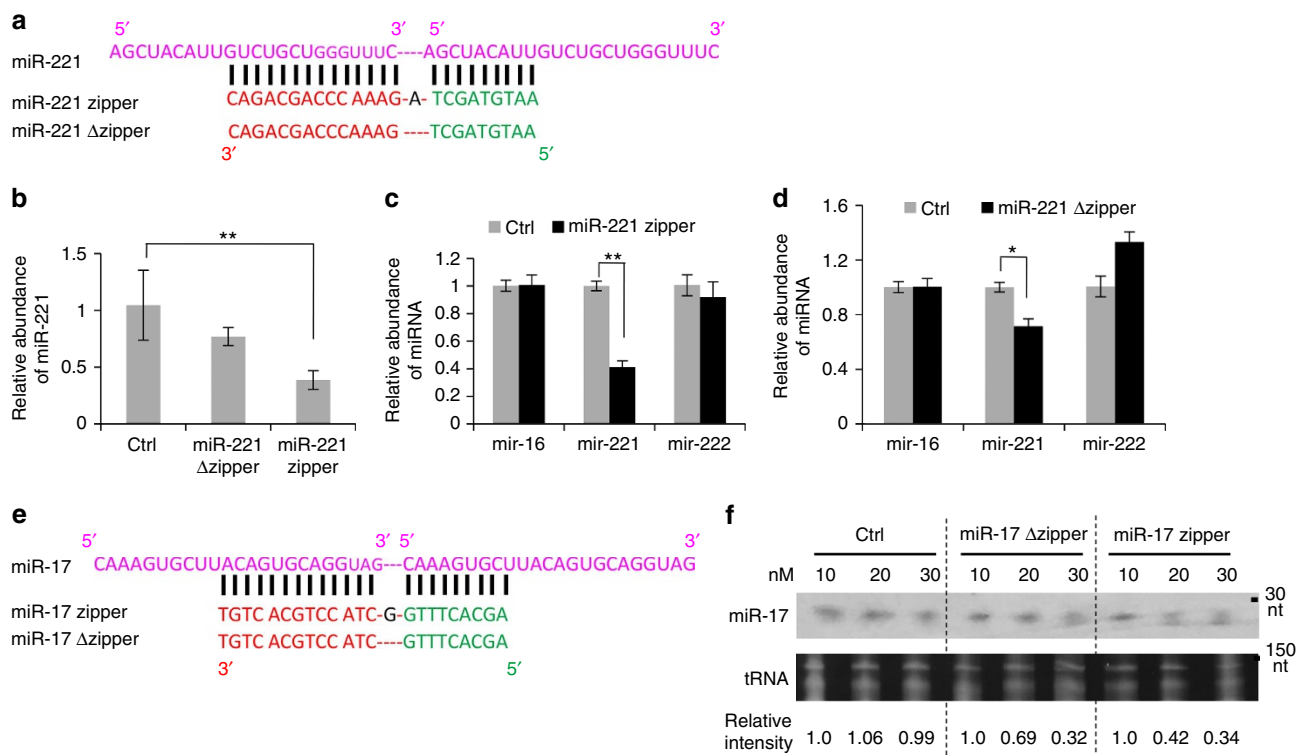 a
5′ 3′ 5′ 3′
miR-221 AGCUACAUUGUCUGCUGGGUUUC----AGCUACAUUGUCUGCUGGGUUUC
miR-221 zipper CAGACGACCC AAAG-A- TCGATGTAA
miR-221 Δzipper CAGACGACCCAAAG ----TCGATGTAA
3′ 5′
b
Relative abundance of miR-221
1.5
1
0.5
0
**
Ctrl
miR-221 Δzipper
miR-221 zipper
c
Ctrl miR-221 zipper
Relative abundance of miRNA
1.2
1
0.8
0.6
0.4
0.2
0
**
mir-16 mir-221 mir-222
d
Ctrl miR-221 Δzipper
Relative abundance of miRNA
1.6
1.2
0.8
0.4
0
*
mir-16 mir-221 mir-222
e
5′ 3′ 5′ 3′
miR-17 CAAAGUGCUUACAGUGCAGGUAG---CAAAGUGCUUACAGUGCAGGUAG
miR-17 zipper TGTC ACGTCC ATC-G-GTTTCACGA
miR-17 Δzipper TGTC ACGTCC ATC----GTTTCACGA
3′ 5′
f
Ctrl miR-17 Δzipper miR-17 zipper
nM 10 20 30 10 20 30 10 20 30
miR-17 30 nt
tRNA 150 nt
Relative intensity 1.0 1.06 0.99 1.0 0.69 0.32 1.0 0.42 0.34